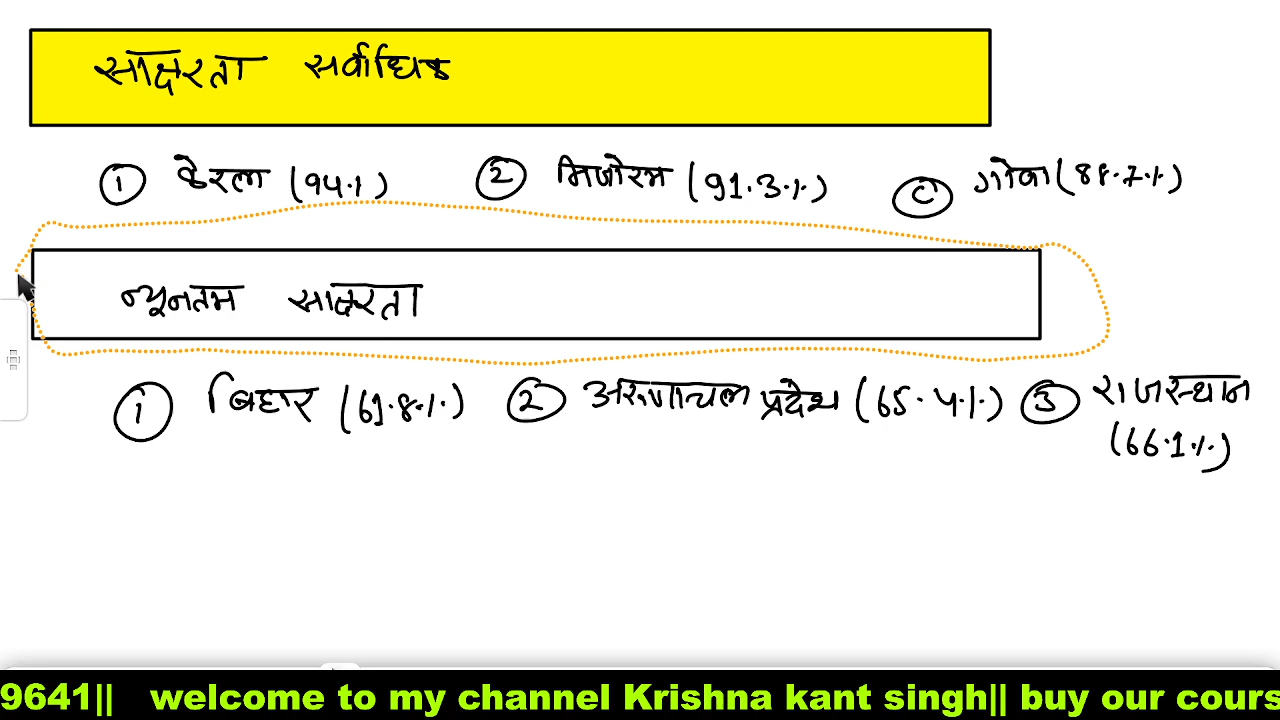 साक्षरता सर्वाधिक
① केरला (94%) ② मिजोरम (91.3%) Ⓒ गोवा (88.7%)
न्यूनतम साक्षरता
① बिहार (61.8%) ② अरुणाचल प्रदेश (65.4%) ③ राजस्थान
(66.1%)
9641|| welcome to my channel Krishna kant singh|| buy our cours